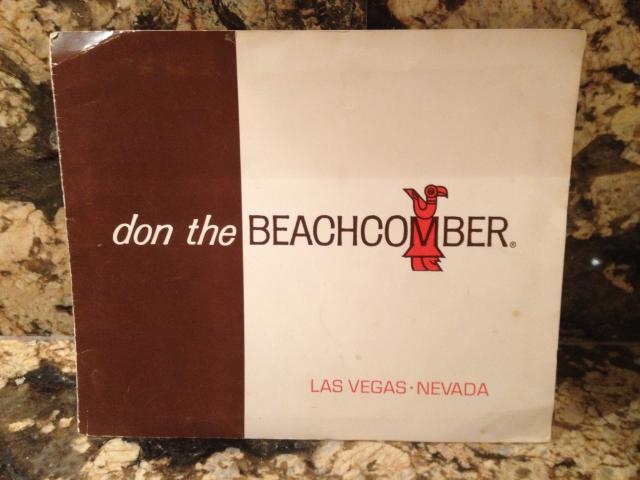 don the BEACHCOMBER®
LAS VEGAS · NEVADA